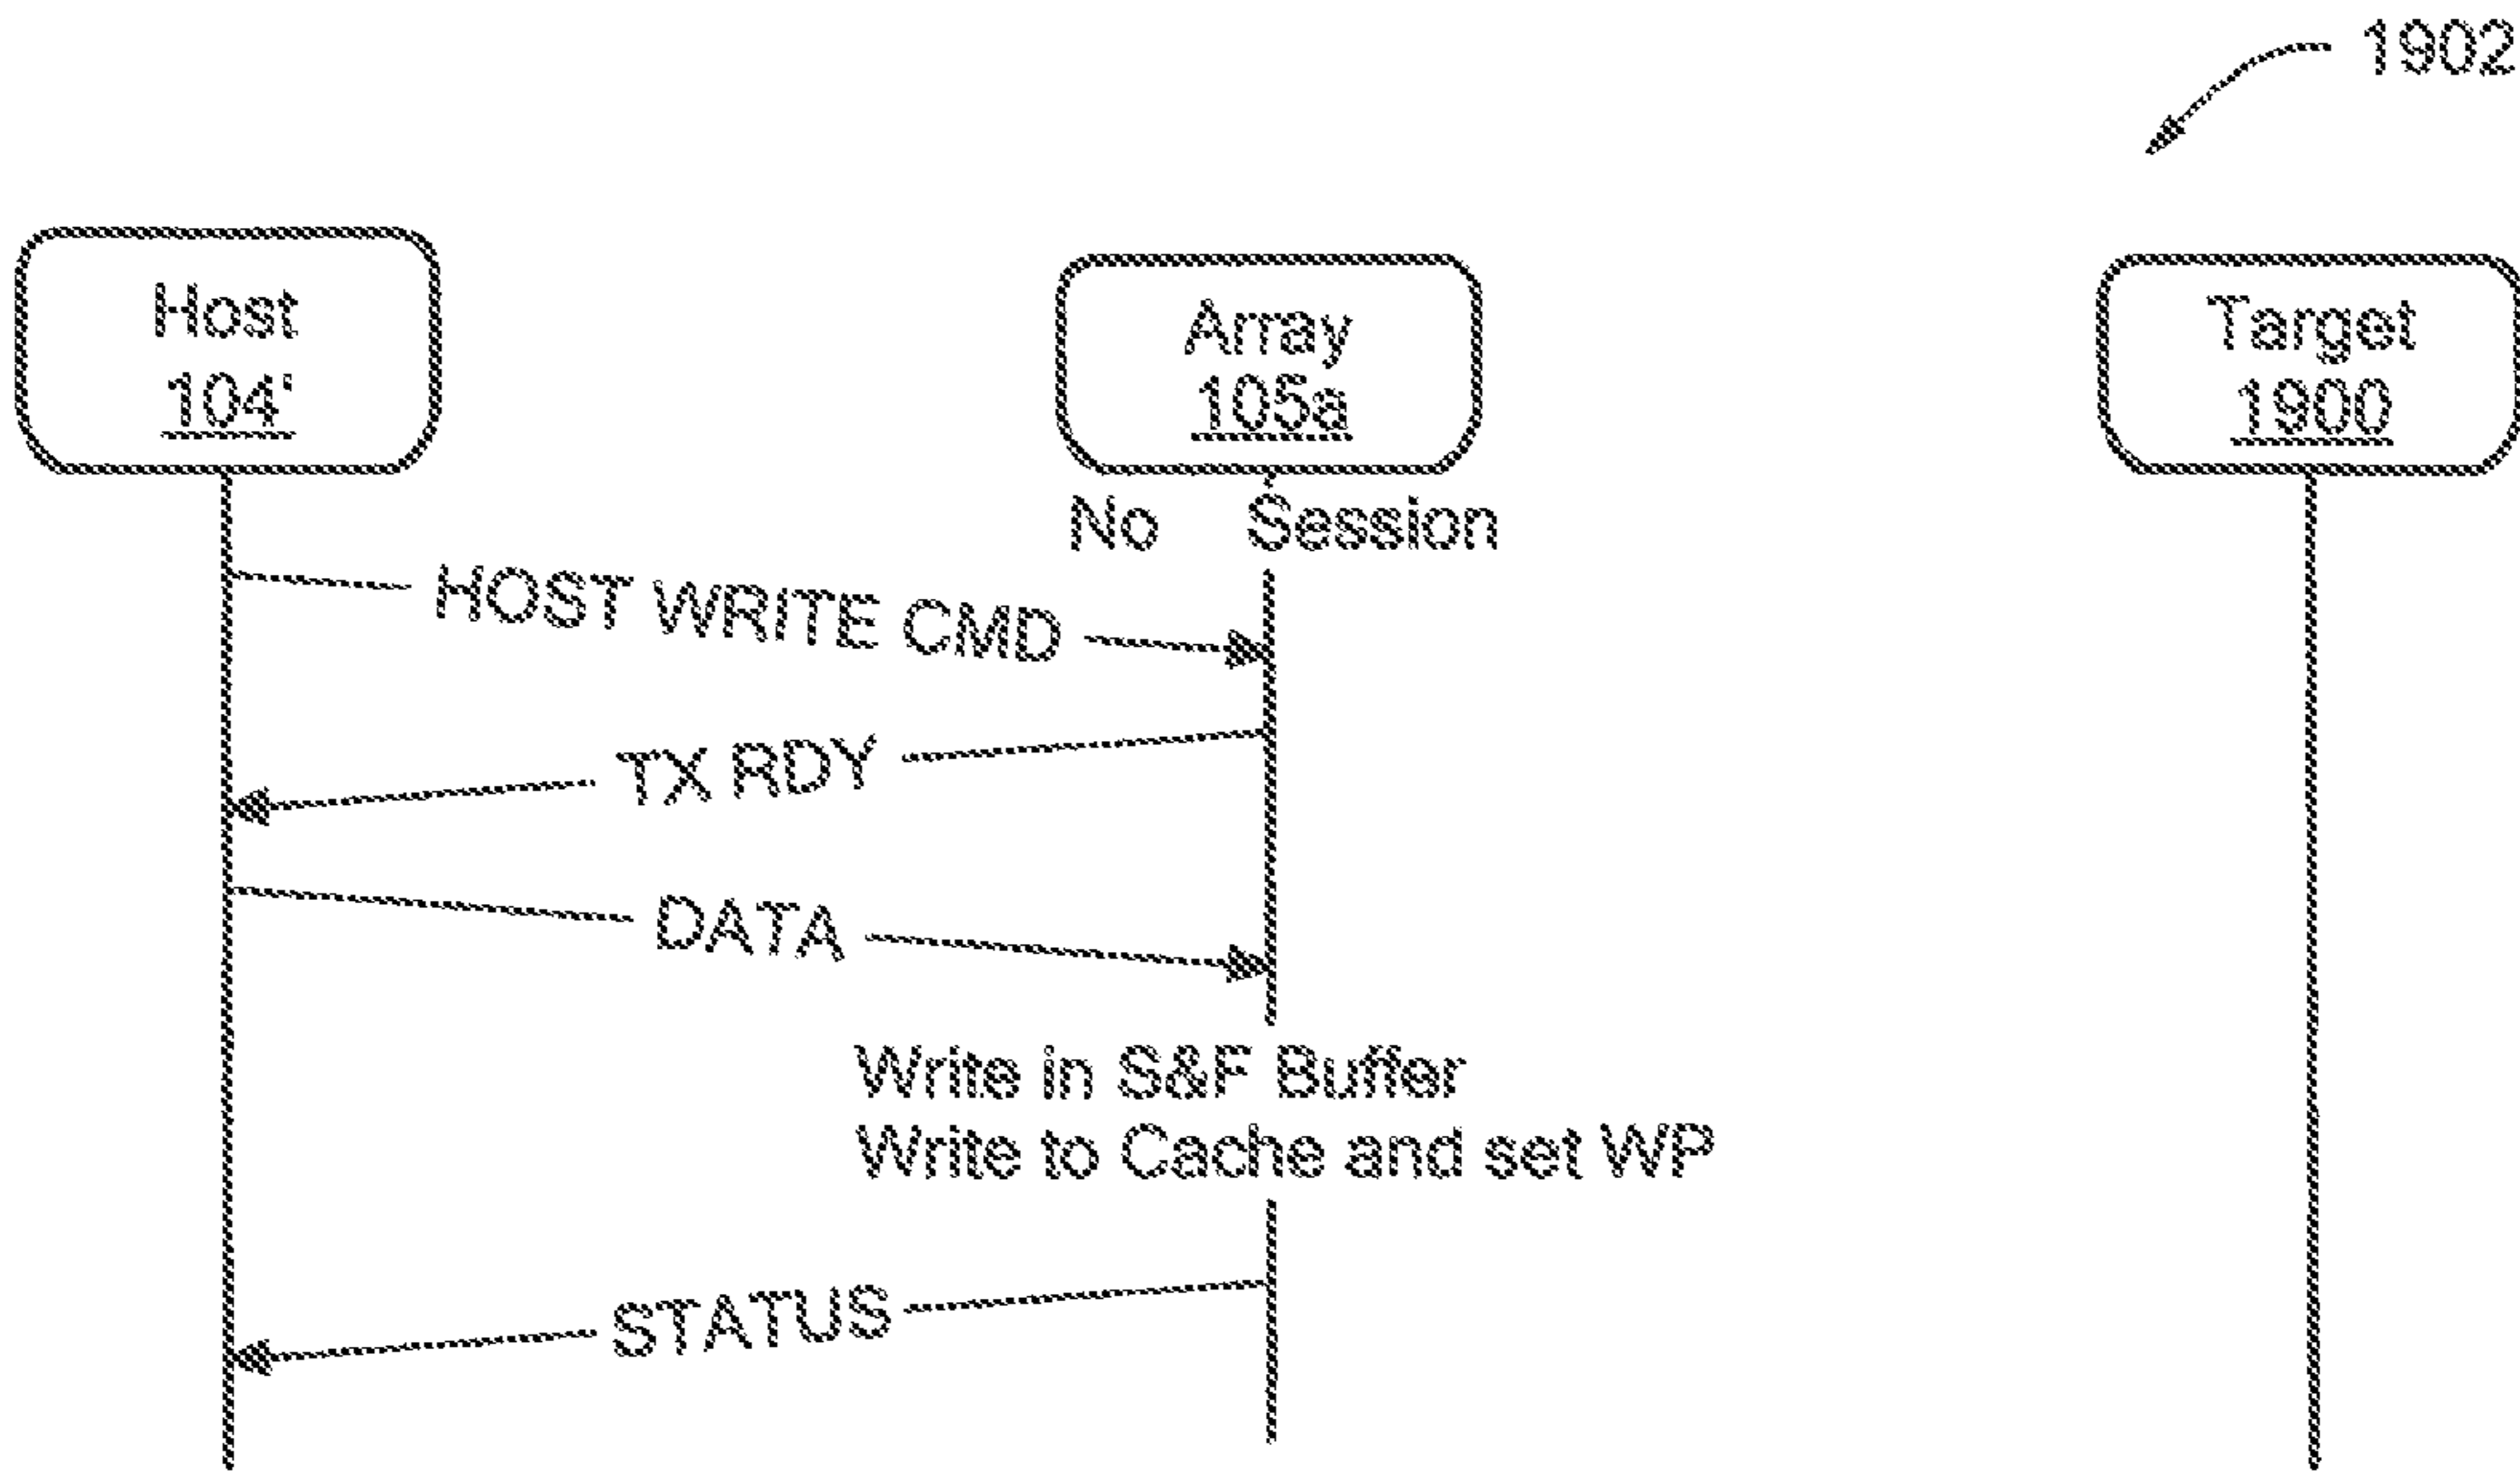 1902
Host
104'
Array
105a
Target
1900
No Session
HOST WRITE CMD
TX RDY
DATA
Write in S&F Buffer
Write to Cache and set WP
STATUS